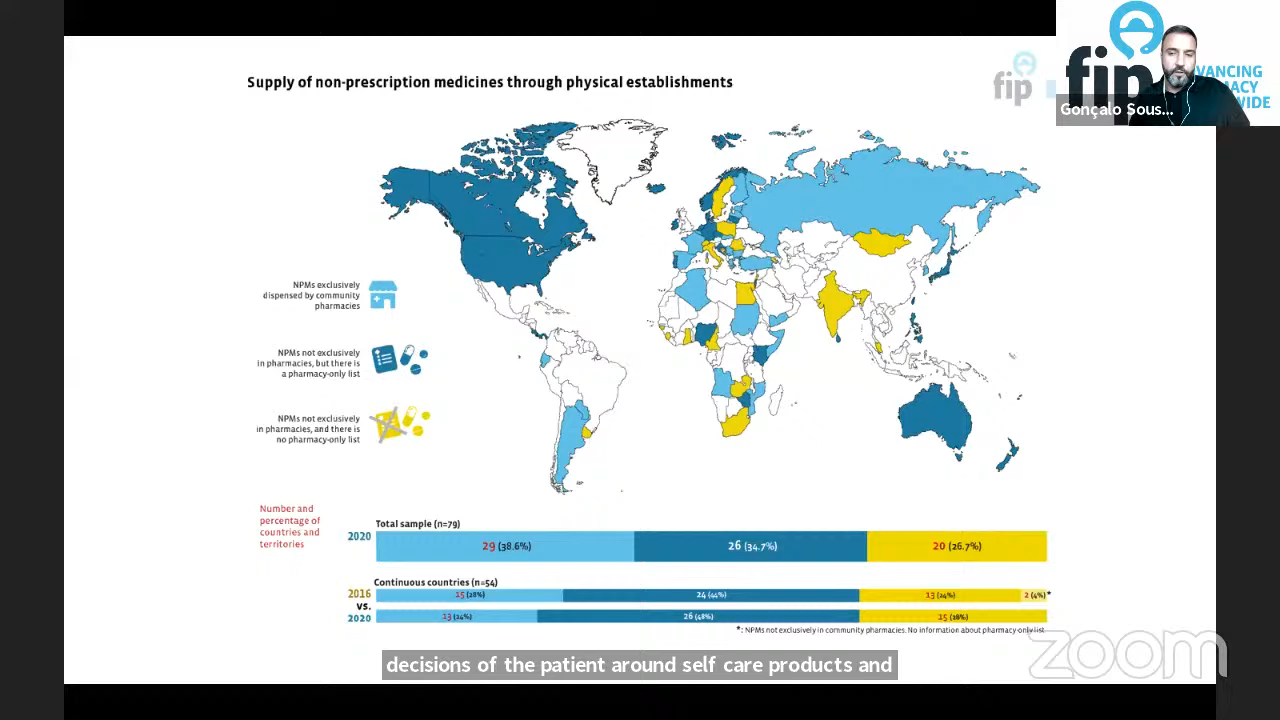 Supply of non-prescription medicines through physical establishments
fip
fip
VANCING
MACY
WIDE
Gonçalo Sous...
NPMs exclusively
dispensed by community
pharmacies
NPMs not exclusively
in pharmacies, but there is
a pharmacy-only list
NPMs not exclusively
in pharmacies, and there is
no pharmacy-only list
Number and
percentage of
countries and
territories
Total sample (n=79)
2020
29 (38.6%)
26 (34.7%)
20 (26.7%)
Continuous countries (n=54)
2016
15 (28%)
24 (44%)
13 (24%)
2 (4%)*
vs.
2020
13 (24%)
26 (48%)
15 (28%)
*: NPMs not exclusively in community pharmacies. No information about pharmacy-only list.
decisions of the patient around self care products and
zoom